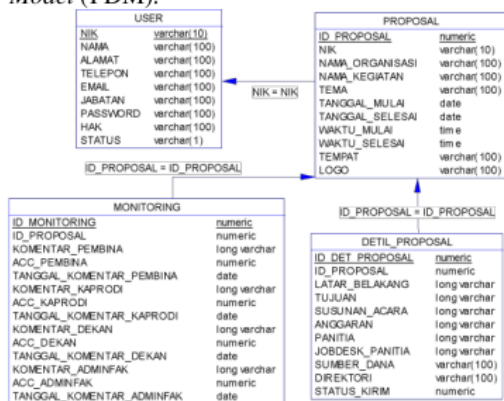 Model (PDM).
USER
NIK varchar(10)
NAMA varchar(100)
ALAMAT varchar(100)
TELEPON varchar(100)
EMAIL varchar(100)
JABATAN varchar(100)
PASSWORD varchar(100)
HAK varchar(100)
STATUS varchar(1)
NIK = NIK
PROPOSAL
ID_PROPOSAL numeric
NIK varchar(10)
NAMA_ORGANISASI varchar(100)
NAMA_KEGIATAN varchar(100)
TEMA varchar(100)
TANGGAL_MULAI date
TANGGAL_SELESAI date
WAKTU_MULAI time
WAKTU_SELESAI time
TEMPAT varchar(100)
LOGO varchar(100)
ID_PROPOSAL = ID_PROPOSAL
MONITORING
ID_MONITORING numeric
ID_PROPOSAL numeric
KOMENTAR_PEMBINA long varchar
ACC_PEMBINA numeric
TANGGAL_KOMENTAR_PEMBINA date
KOMENTAR_KAPRODI long varchar
ACC_KAPRODI numeric
TANGGAL_KOMENTAR_KAPRODI date
KOMENTAR_DEKAN long varchar
ACC_DEKAN numeric
TANGGAL_KOMENTAR_DEKAN date
KOMENTAR_ADMINFAK long varchar
ACC_ADMINFAK numeric
TANGGAL_KOMENTAR_ADMINFAK date
ID_PROPOSAL = ID_PROPOSAL
DETIL_PROPOSAL
ID_DET_PROPOSAL numeric
ID_PROPOSAL numeric
LATAR_BELAKANG long varchar
TUJUAN long varchar
SUSUNAN_ACARA long varchar
ANGGARAN long varchar
PANITIA long varchar
JOBDESK_PANITIA long varchar
SUMBER_DANA varchar(100)
DIREKTORI varchar(100)
STATUS_KIRIM numeric